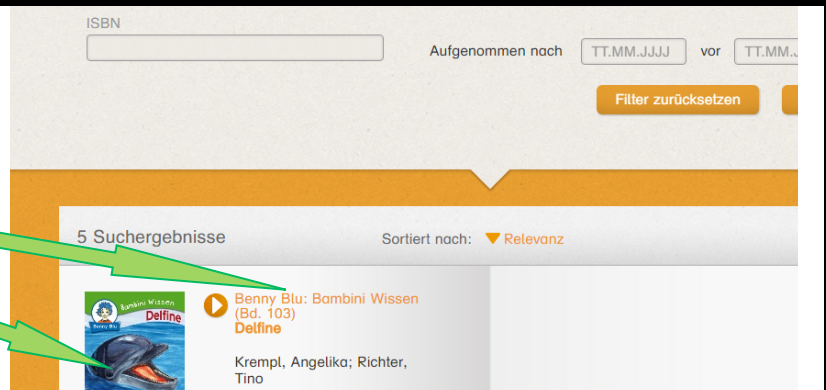 ISBN
Aufgenommen nach TT.MM.JJJJ vor TT.MM.J
Filter zurücksetzen
5 Suchergebnisse
Sortiert nach: Relevanz
Bambini Wissen
Delfine
Benny Blu
Benny Blu: Bambini Wissen
(Bd. 103)
Delfine
Krempl, Angelika; Richter,
Tino